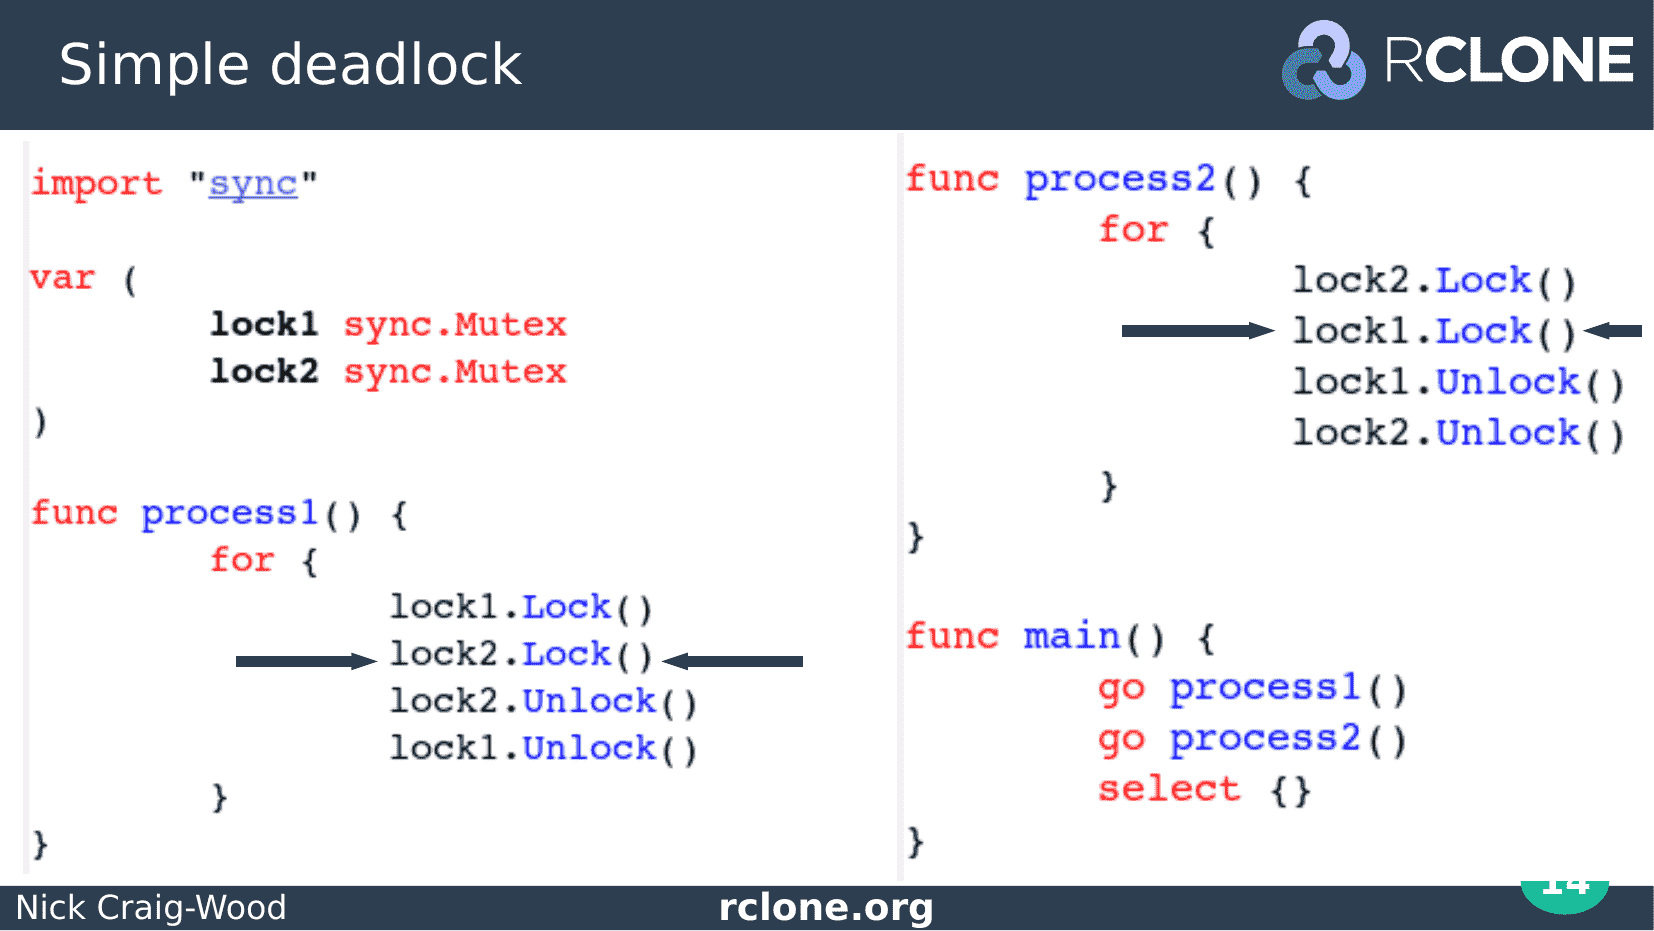 Simple deadlock
RCLONE
import "sync"
var (
lock1 sync.Mutex
lock2 sync.Mutex
)
func process1() {
for {
lock1.Lock()
lock2.Lock()
lock2.Unlock()
lock1.Unlock()
}
}
func process2() {
for {
lock2.Lock()
lock1.Lock()
lock1.Unlock()
lock2.Unlock()
}
}
func main() {
go process1()
go process2()
select {}
}
Nick Craig-Wood
rclone.org
14